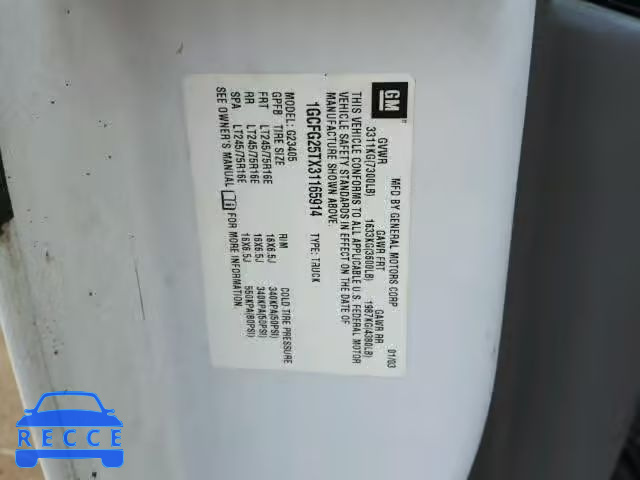 GM
MFD BY GENERAL MOTORS CORP 01/03
GVWR GAWR FRT GAWR RR
3311KG(7300LB) 1633KG(3600LB) 1987KG(4380LB)
THIS VEHICLE CONFORMS TO ALL APPLICABLE U.S. FEDERAL MOTOR
VEHICLE SAFETY STANDARDS IN EFFECT ON THE DATE OF
MANUFACTURE SHOWN ABOVE.
1GCFG25TX31165914 TYPE: TRUCK
MODEL: G23405
GPFB TIRE SIZE RIM COLD TIRE PRESSURE
FRT LT245/75R16E 16X6.5J 340KPA(50PSI)
RR LT245/75R16E 16X6.5J 550KPA(80PSI)
SPA LT245/75R16E 16X6.5J 550KPA(80PSI)
SEE OWNER'S MANUAL FOR MORE INFORMATION.
RECCE